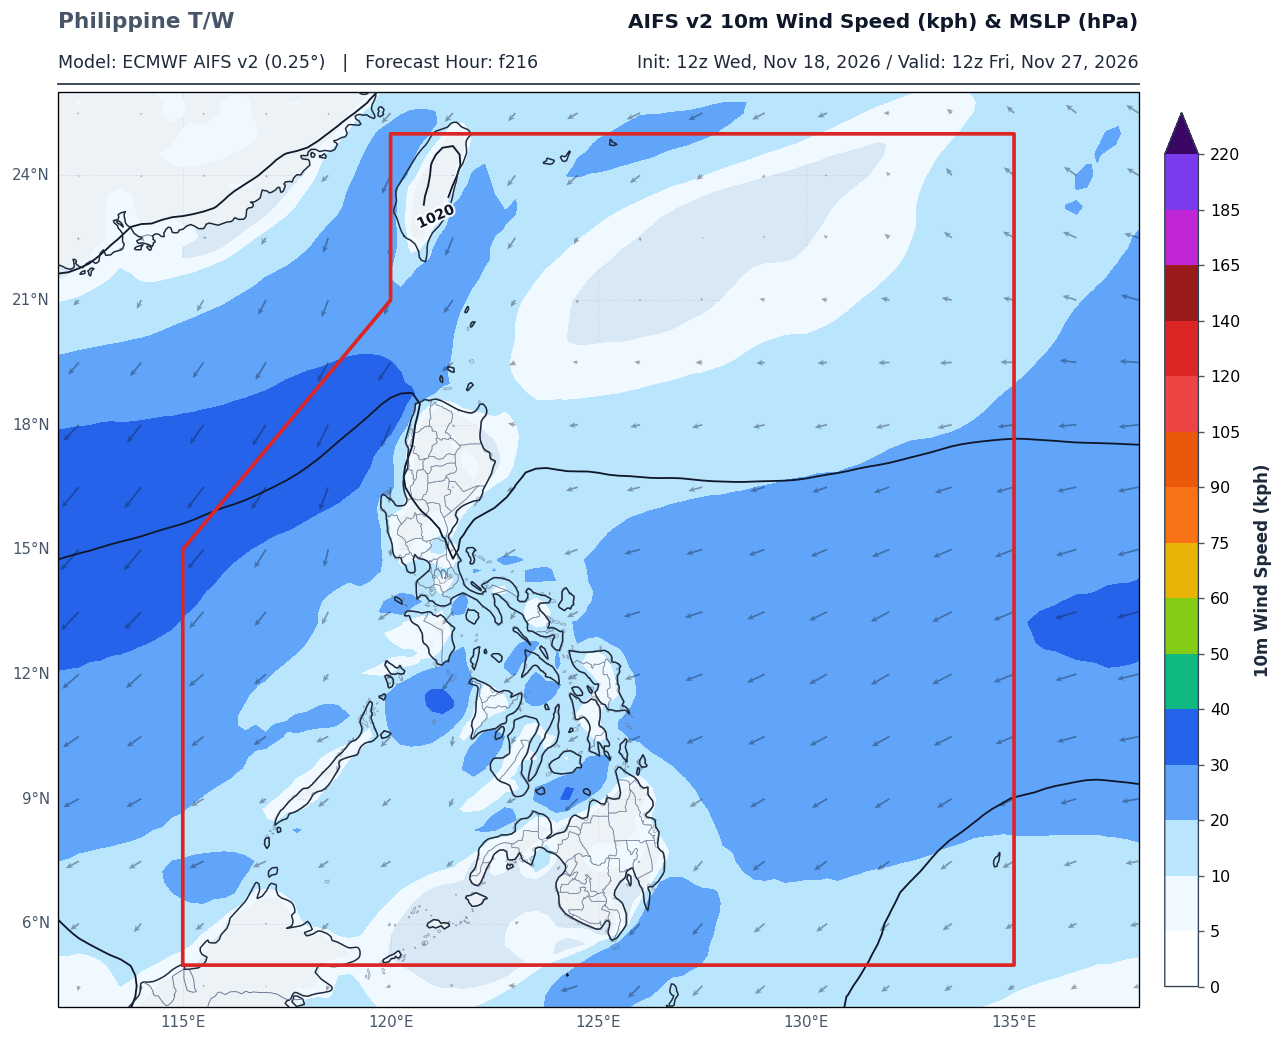 Philippine T/W
AIFS v2 10m Wind Speed (kph) & MSLP (hPa)
Model: ECMWF AIFS v2 (0.25°) | Forecast Hour: f216
Init: 12z Wed, Nov 18, 2026 / Valid: 12z Fri, Nov 27, 2026
24°N
21°N
18°N
15°N
12°N
9°N
6°N
1020
115°E
120°E
125°E
130°E
135°E
220
185
165
140
120
105
90
75
60
50
40
30
20
10
5
0
10m Wind Speed (kph)